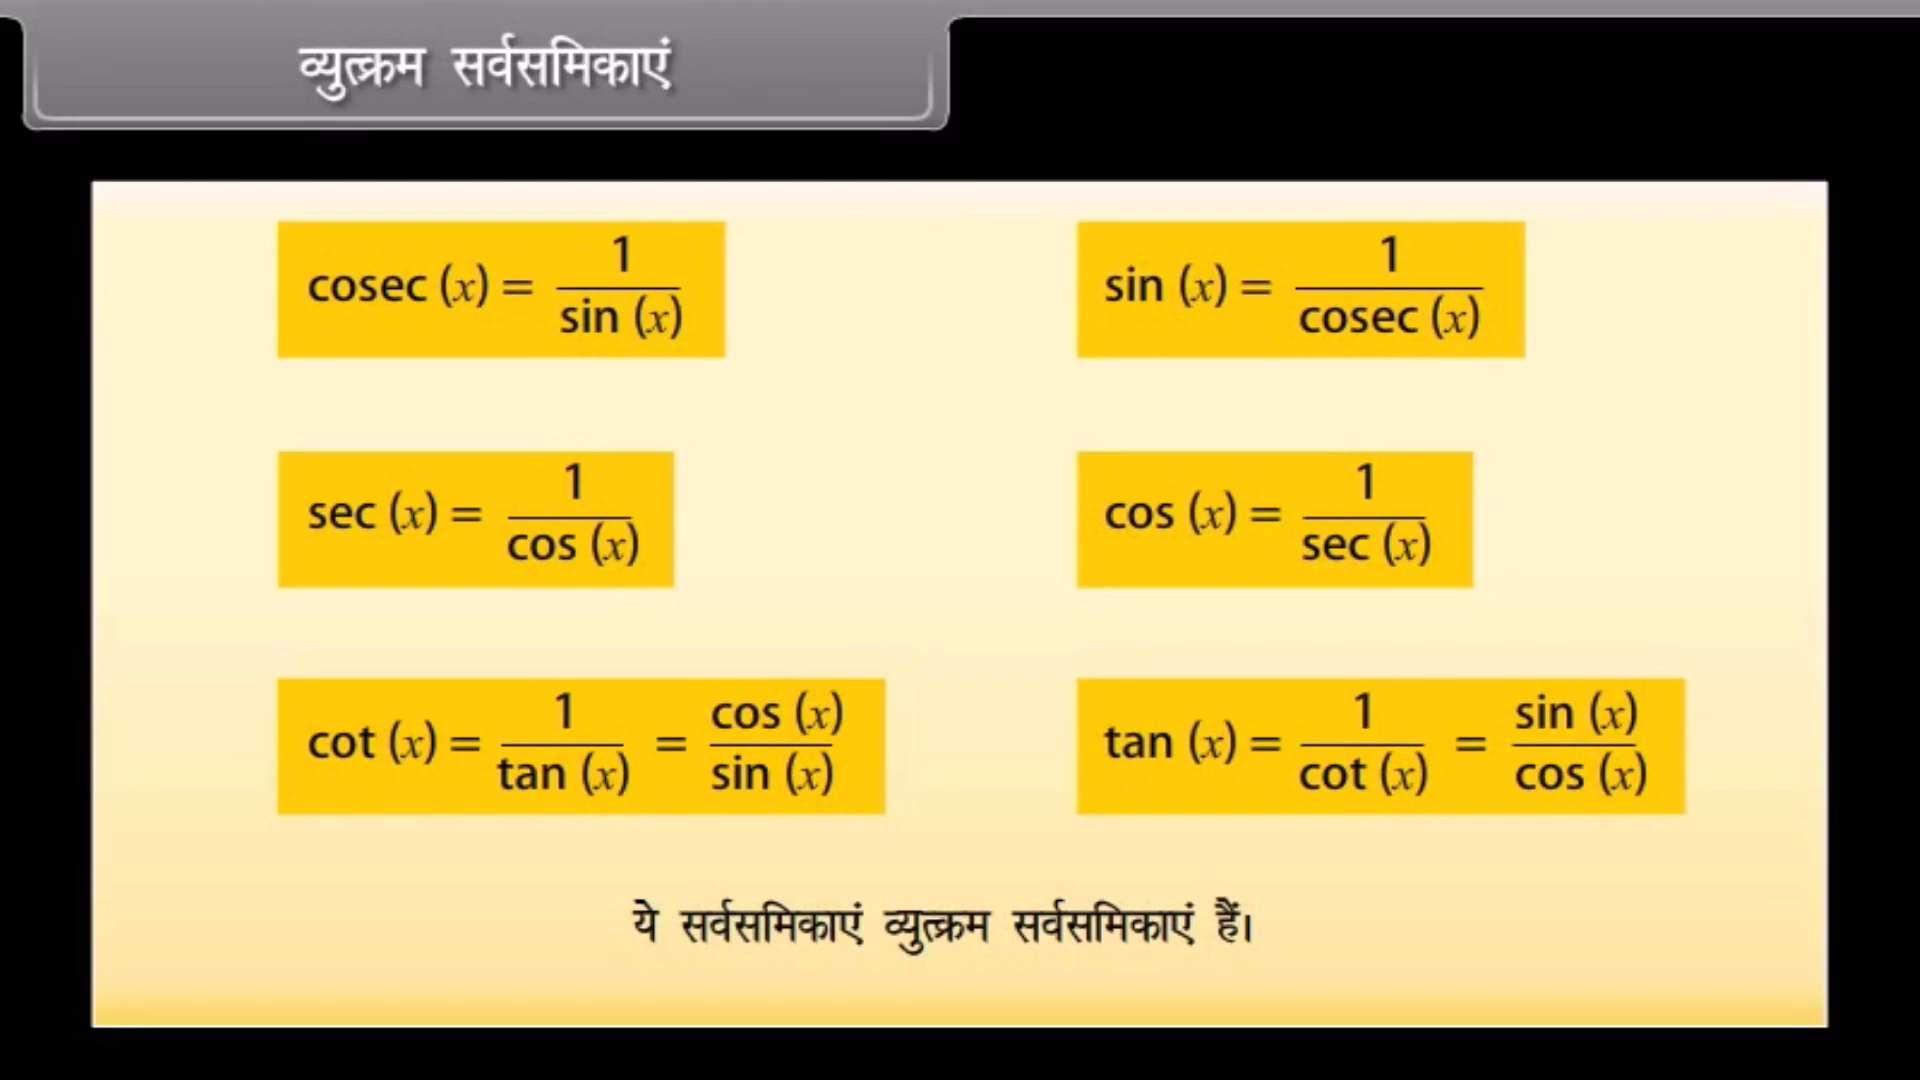 व्युत्क्रम सर्वसमिकाएं
cosec (x) = 1 / sin (x)
sin (x) = 1 / cosec (x)
sec (x) = 1 / cos (x)
cos (x) = 1 / sec (x)
cot (x) = 1 / tan (x) = cos (x) / sin (x)
tan (x) = 1 / cot (x) = sin (x) / cos (x)
ये सर्वसमिकाएं व्युत्क्रम सर्वसमिकाएं हैं।